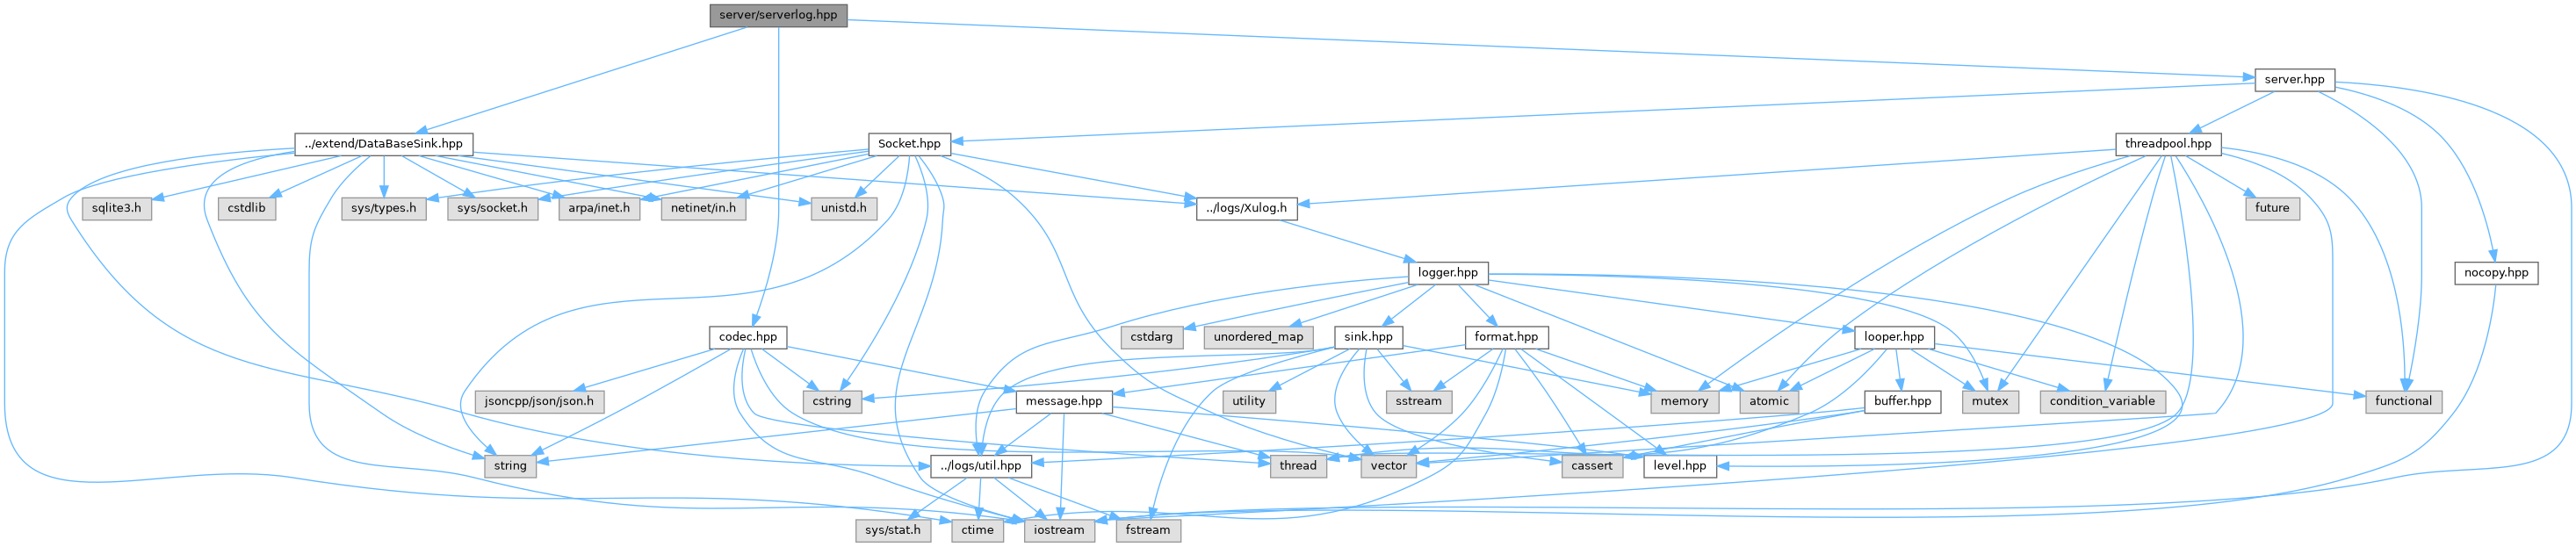 server/serverlog.hpp
server.hpp
../extend/DataBaseSink.hpp
Socket.hpp
threadpool.hpp
sqlite3.h
cstdlib
sys/types.h
sys/socket.h
arpa/inet.h
netinet/in.h
unistd.h
../logs/Xulog.h
future
logger.hpp
nocopy.hpp
codec.hpp
cstdarg
unordered_map
sink.hpp
format.hpp
looper.hpp
jsoncpp/json/json.h
cstring
message.hpp
utility
sstream
memory
atomic
buffer.hpp
mutex
condition_variable
functional
string
../logs/util.hpp
thread
vector
cassert
level.hpp
sys/stat.h
ctime
iostream
fstream